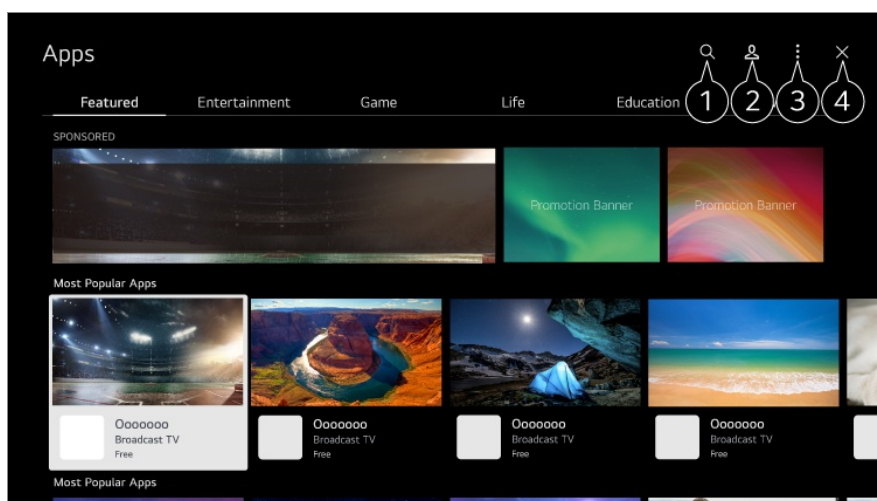 Apps
Featured Entertainment Game Life Education
1 2 3 4
SPONSORED
Promotion Banner Promotion Banner
Most Popular Apps
Ooooooo Ooooooo Ooooooo Ooooooo
Broadcast TV Broadcast TV Broadcast TV Broadcast TV
Free Free Free Free
Most Popular Apps